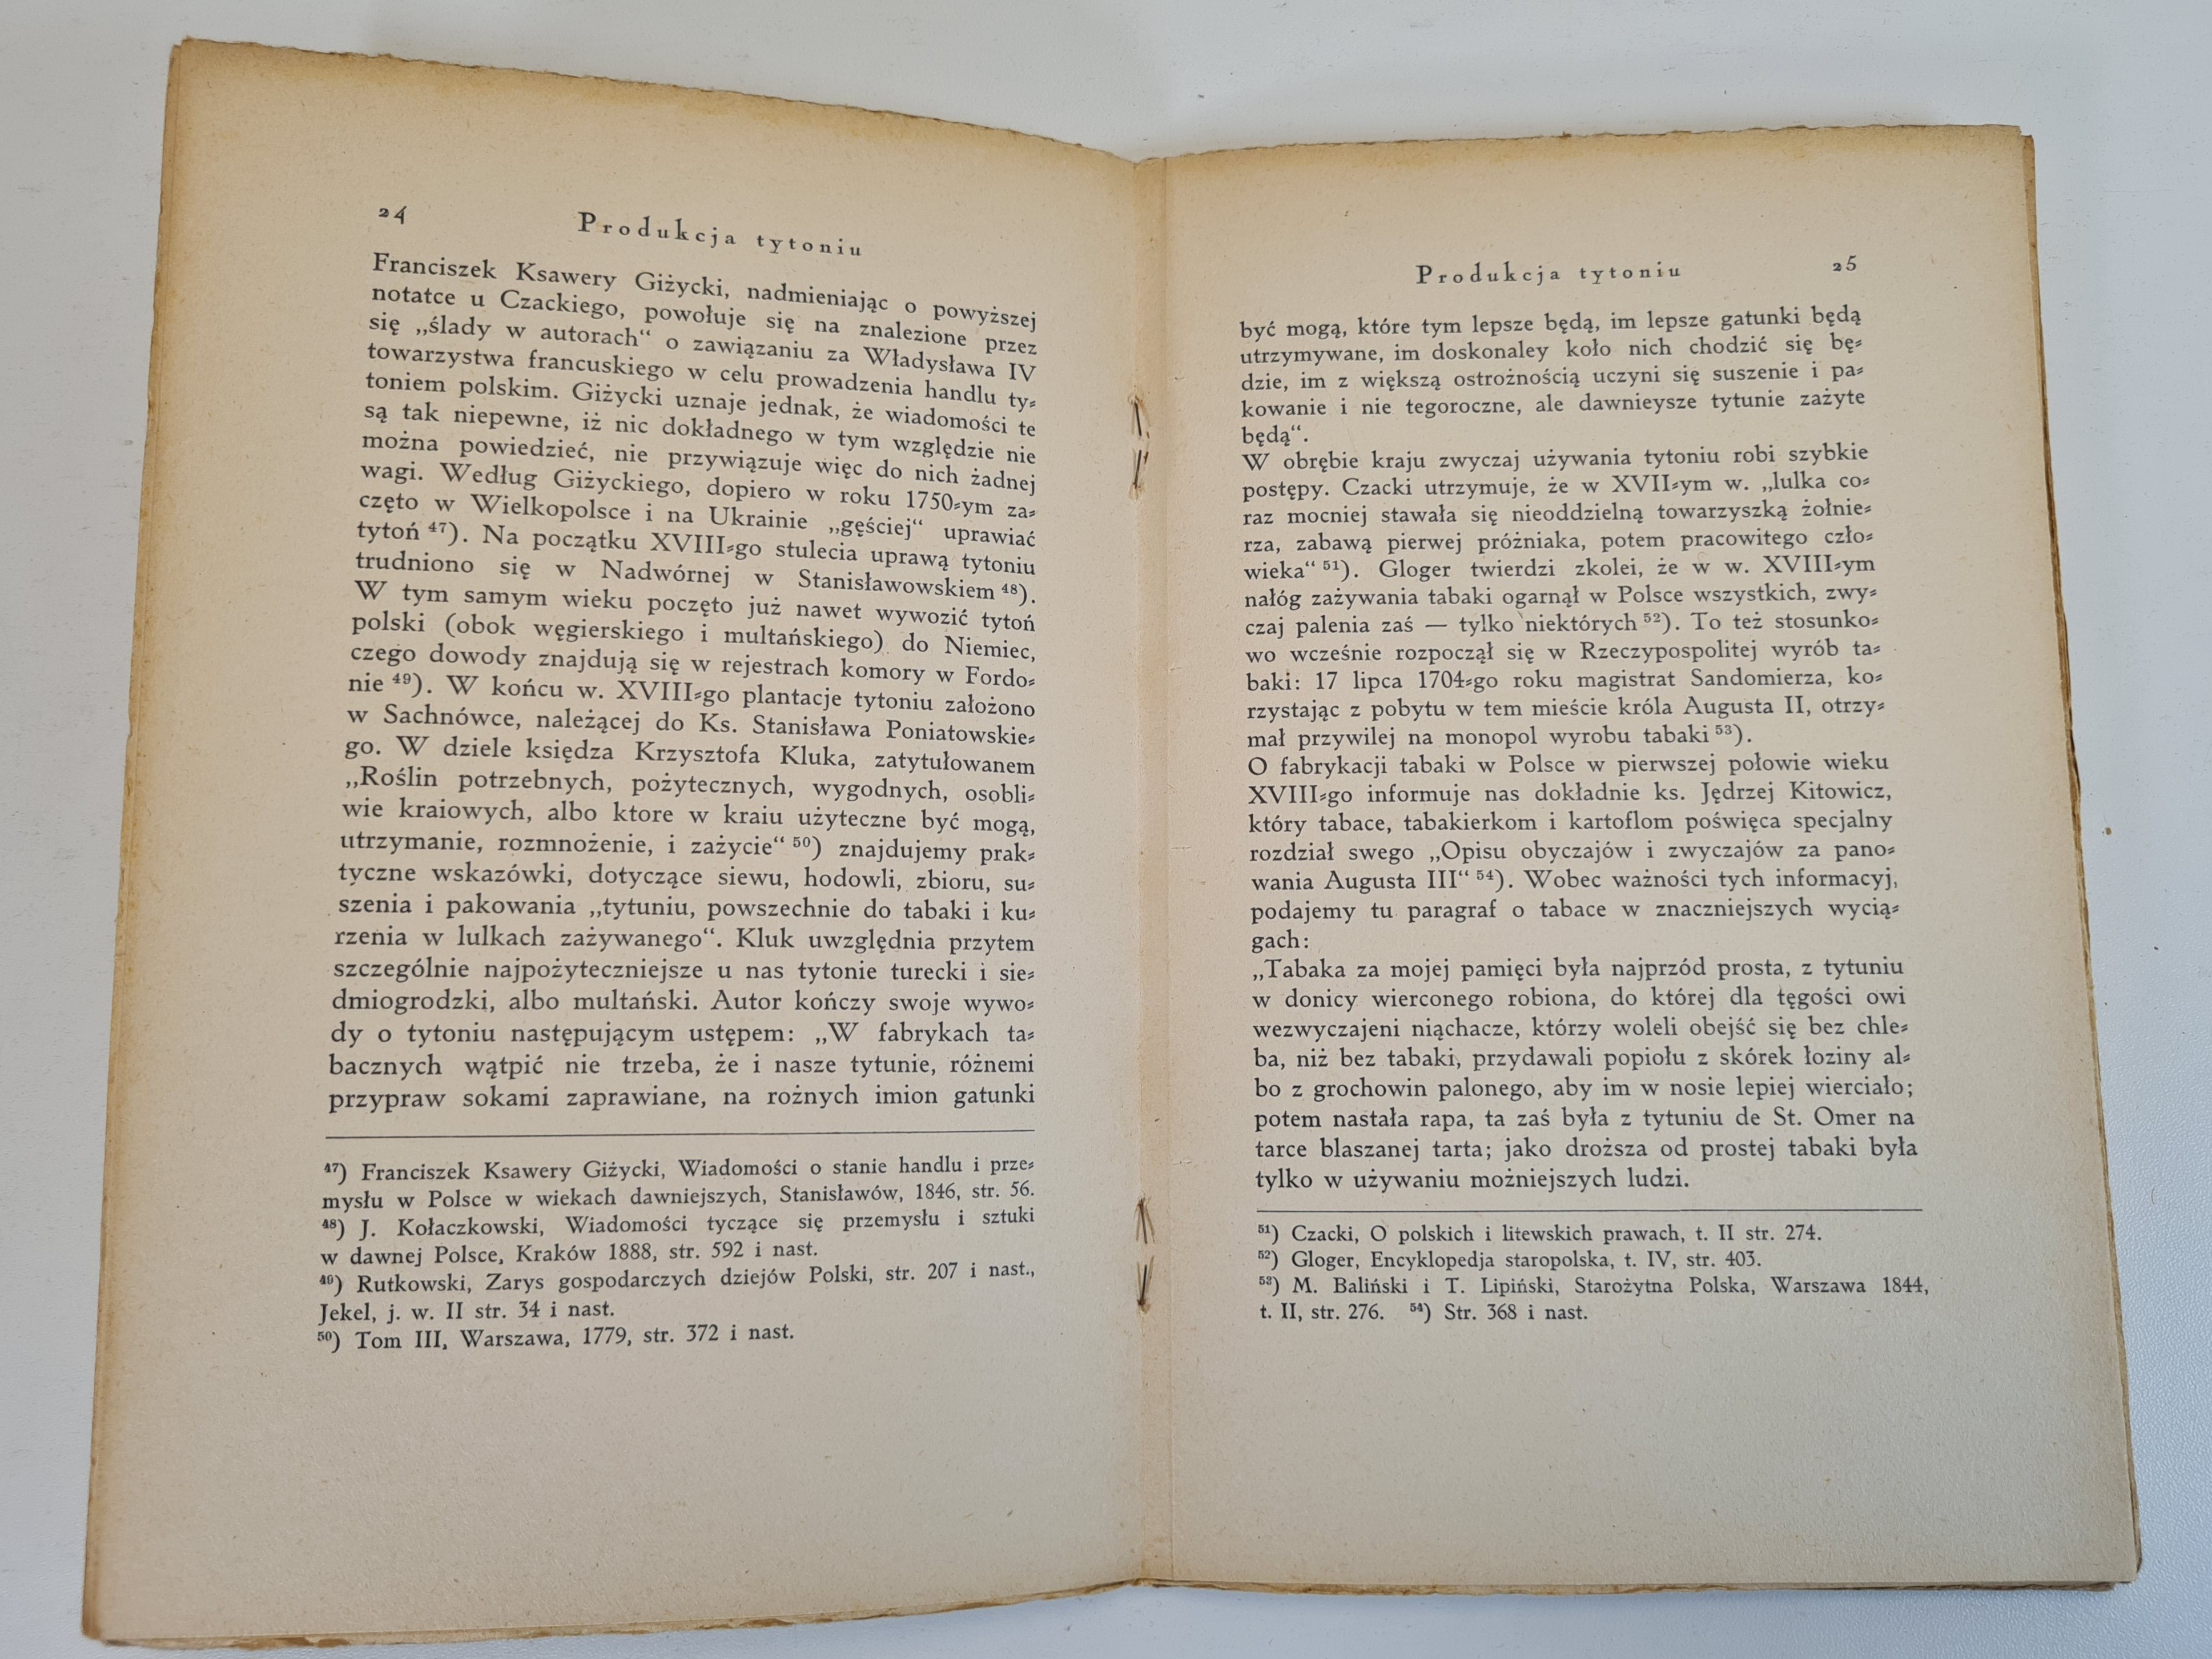 24
Produkcja tytoniu
Franciszek Ksawery Giżycki, nadmieniając o powyższej
notatce u Czackiego, powołuje się na znalezione przez
się „ślady w autorach“ o zawiązaniu za Władysława IV
towarzystwa francuskiego w celu prowadzenia handlu ty⸗
toniem polskim. Giżycki uznaje jednak, że wiadomości te
są tak niepewne, iż nic dokładnego w tym względzie nie
można powiedzieć, nie przywiązuje więc do nich żadnej
wagi. Według Giżyckiego, dopiero w roku 1750⸗ym za⸗
częto w Wielkopolsce i na Ukrainie „gęściej“ uprawiać
tytoń ⁴⁷). Na początku XVIII⸗go stulecia uprawą tytoniu
trudniono się w Nadwórnej w Stanisławowskiem ⁴⁸).
W tym samym wieku poczęto już nawet wywozić tytoń
polski (obok węgierskiego i multańskiego) do Niemiec,
czego dowody znajdują się w rejestrach komory w Fordo⸗
nie ⁴⁹). W końcu w. XVIII⸗go plantacje tytoniu założono
w Sachnówce, należącej do Ks. Stanisława Poniatowskie⸗
go. W dziele księdza Krzysztofa Kluka, zatytułowanem
„Roślin potrzebnych, pożytecznych, wygodnych, osobli⸗
wie kraiowych, albo ktore w kraiu użyteczne być mogą,
utrzymanie, rozmnożenie, i zażycie“ ⁵⁰) znajdujemy prak⸗
tyczne wskazówki, dotyczące siewu, hodowli, zbioru, su⸗
szenia i pakowania „tytuniu, powszechnie do tabaki i ku⸗
rzenia w lulkach zażywanego“. Kluk uwzględnia przytem
szczególnie najpożyteczniejsze u nas tytonie turecki i sie⸗
dmiogrodzki, albo multański. Autor kończy swoje wywo⸗
dy o tytoniu następującym ustępem: „W fabrykach ta⸗
bacznych wątpić nie trzeba, że i nasze tytunie, różnemi
przypraw sokami zaprawiane, na rożnych imion gatunki
⁴⁷) Franciszek Ksawery Giżycki, Wiadomości o stanie handlu i prze⸗
mysłu w Polsce w wiekach dawniejszych, Stanisławów, 1846, str. 56.
⁴⁸) J. Kołaczkowski, Wiadomości tyczące się przemysłu i sztuki
w dawnej Polsce, Kraków 1888, str. 592 i nast.
⁴⁹) Rutkowski, Zarys gospodarczych dziejów Polski, str. 207 i nast.,
Jekel, j. w. II str. 34 i nast.
⁵⁰) Tom III, Warszawa, 1779, str. 372 i nast.
Produkcja tytoniu
25
być mogą, które tym lepsze będą, im lepsze gatunki będą
utrzymywane, im doskonaley koło nich chodzić się bę⸗
dzie, im z większą ostrożnością uczyni się suszenie i pa⸗
kowanie i nie tegoroczne, ale dawnieysze tytunie zażyte
będą“.
W obrębie kraju zwyczaj używania tytoniu robi szybkie
postępy. Czacki utrzymuje, że w XVII⸗ym w. „lulka co⸗
raz mocniej stawała się nieoddzielną towarzyszką żołnie⸗
rza, zabawą pierwej próżniaka, potem pracowitego czło⸗
wieka“ ⁵¹). Gloger twierdzi zkolei, że w w. XVIII⸗ym
nałóg zażywania tabaki ogarnął w Polsce wszystkich, zwy⸗
czaj palenia zaś — tylko niektórych ⁵²). To też stosunko⸗
wo wcześnie rozpoczął się w Rzeczypospolitej wyrób ta⸗
baki: 17 lipca 1704⸗go roku magistrat Sandomierza, ko⸗
rzystając z pobytu w tem mieście króla Augusta II, otrzy⸗
mał przywilej na monopol wyrobu tabaki ⁵³).
O fabrykacji tabaki w Polsce w pierwszej połowie wieku
XVIII⸗go informuje nas dokładnie ks. Jędrzej Kitowicz,
który tabace, tabakierkom i kartoflom poświęca specjalny
rozdział swego „Opisu obyczajów i zwyczajów za pano⸗
wania Augusta III“ ⁵⁴). Wobec ważności tych informacyj,
podajemy tu paragraf o tabace w znaczniejszych wycią⸗
gach:
„Tabaka za mojej pamięci była najprzód prosta, z tytuniu
w donicy wierconego robiona, do której dla tęgości owi
wezwyczajeni niąchacze, którzy woleli obejść się bez chle⸗
ba, niż bez tabaki, przydawali popiołu z skórek łoziny al⸗
bo z grochowin palonego, aby im w nosie lepiej wierciało;
potem nastała rapa, ta zaś była z tytuniu de St. Omer na
tarce blaszanej tarta; jako droższa od prostej tabaki była
tylko w używaniu możniejszych ludzi.
⁵¹) Czacki, O polskich i litewskich prawach, t. II str. 274.
⁵²) Gloger, Encyklopedja staropolska, t. IV, str. 403.
⁵³) M. Baliński i T. Lipiński, Starożytna Polska, Warszawa 1844,
t. II, str. 276. ⁵⁴) Str. 368 i nast.